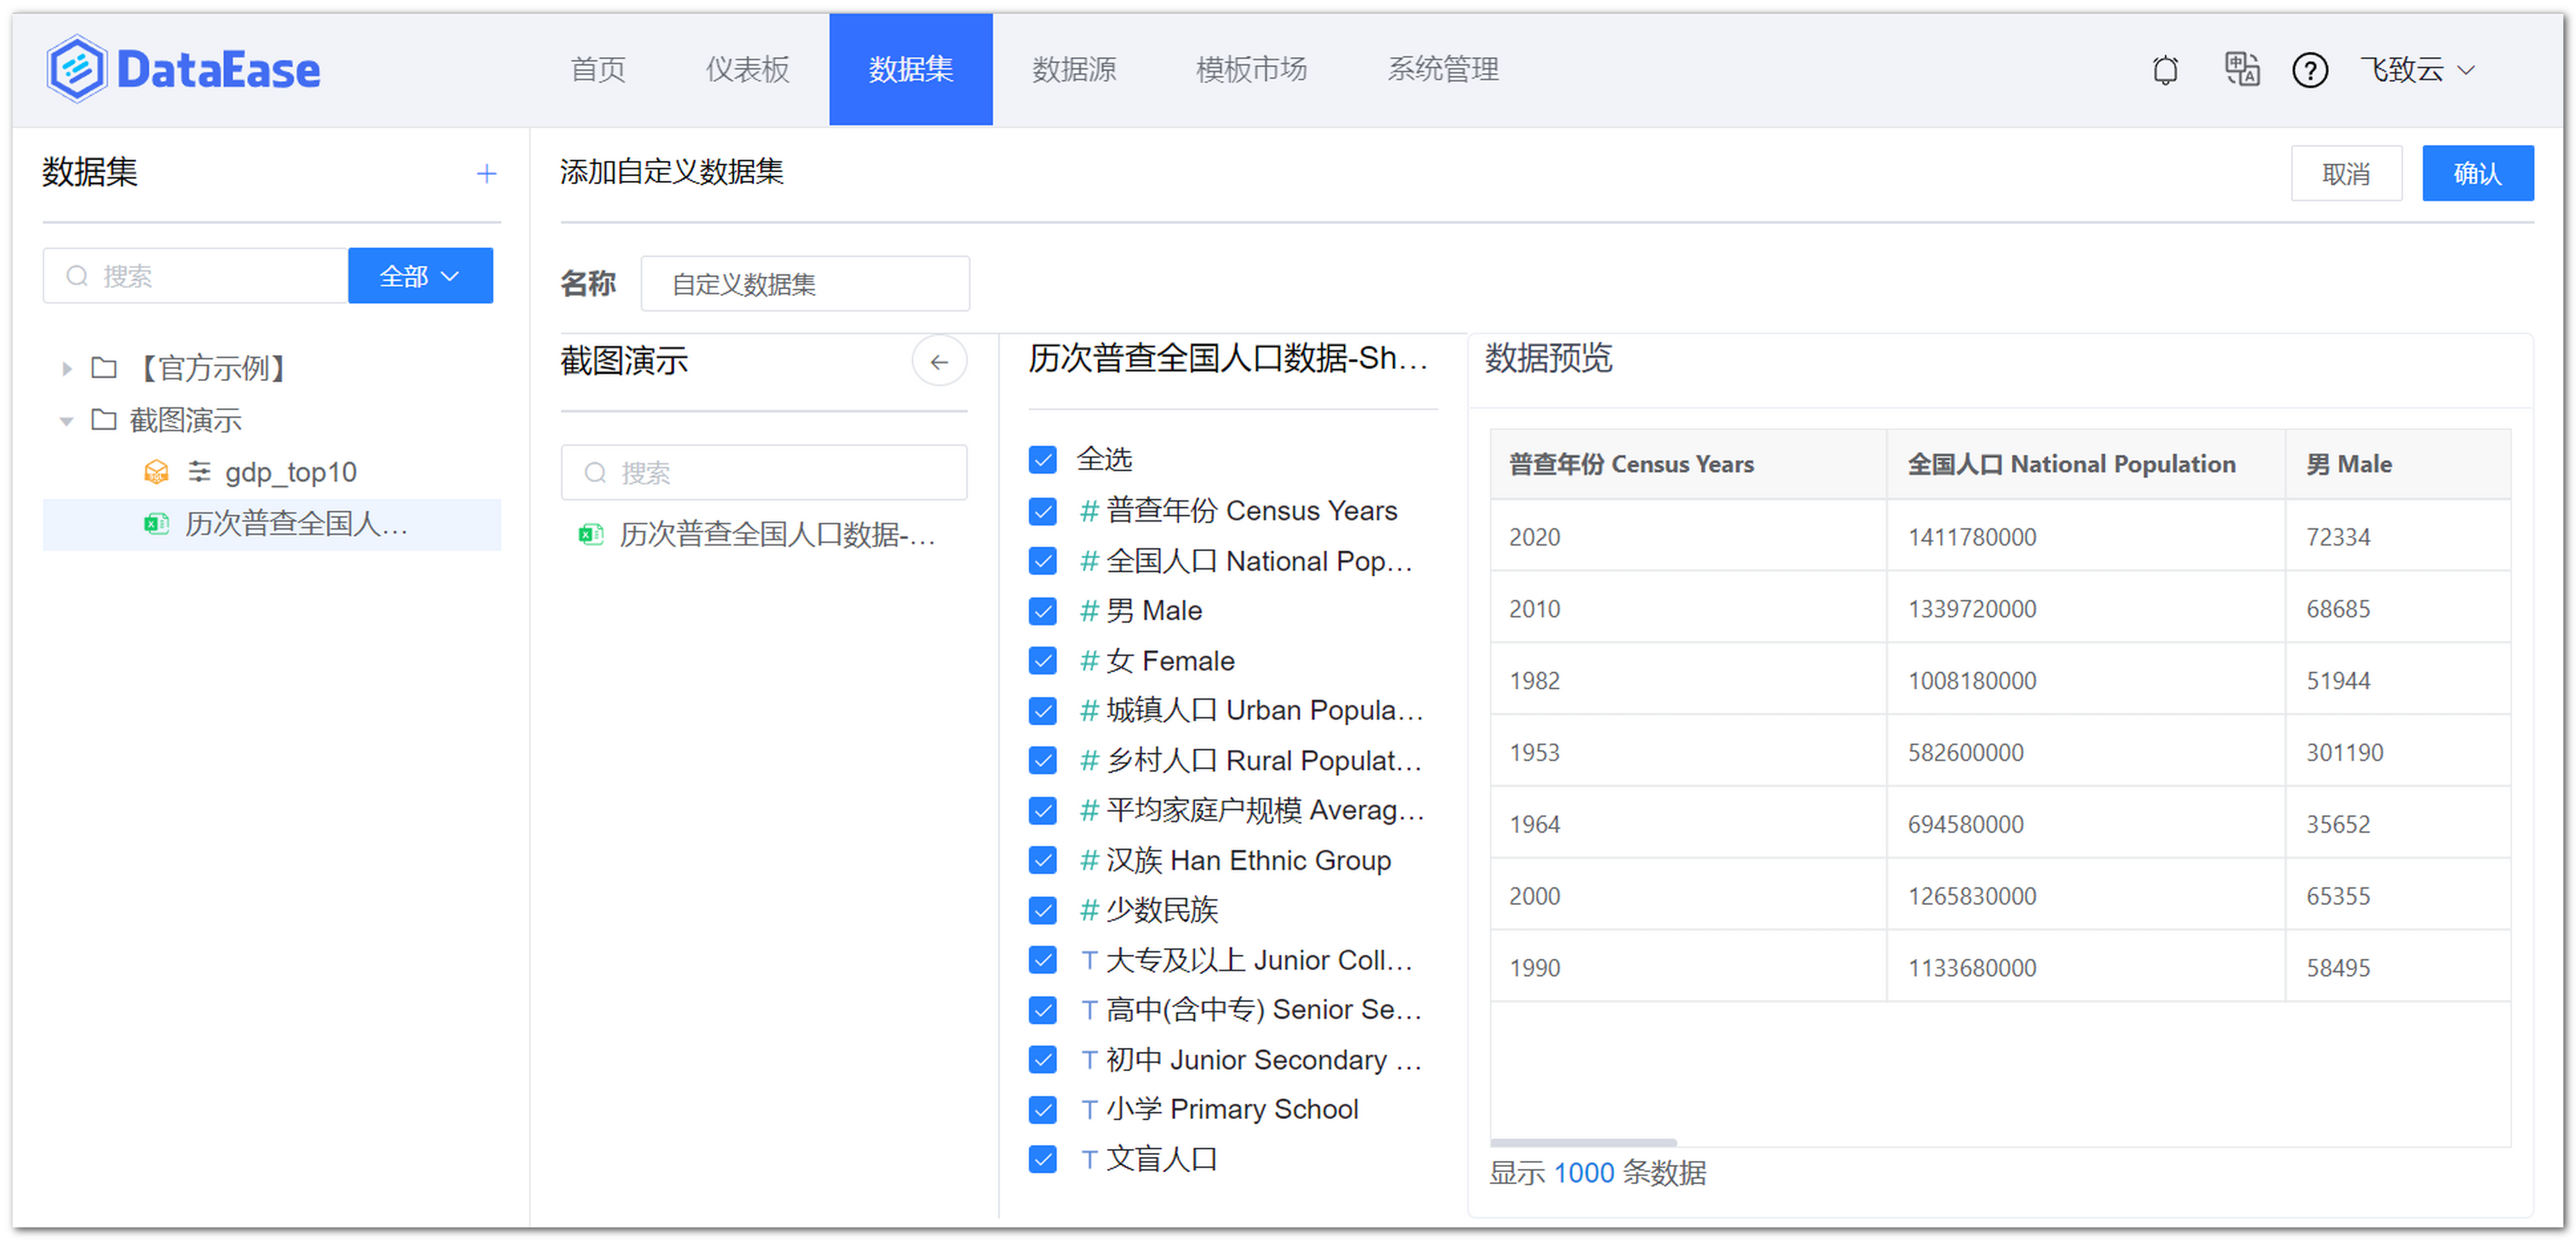 DataEase
首页 仪表板 数据集 数据源 模板市场 系统管理 中 A ? 飞致云
数据集 +
搜索 全部
【官方示例】
截图演示
gdp_top10
历次普查全国人...
添加自定义数据集 取消 确认
名称 自定义数据集
截图演示
搜索
历次普查全国人口数据-...
历次普查全国人口数据-Sh...
全选
# 普查年份 Census Years
# 全国人口 National Pop...
# 男 Male
# 女 Female
# 城镇人口 Urban Popula...
# 乡村人口 Rural Populat...
# 平均家庭户规模 Averag...
# 汉族 Han Ethnic Group
# 少数民族
T 大专及以上 Junior Coll...
T 高中(含中专) Senior Se...
T 初中 Junior Secondary ...
T 小学 Primary School
T 文盲人口
数据预览
普查年份 Census Years 全国人口 National Population 男 Male
2020 1411780000 72334
2010 1339720000 68685
1982 1008180000 51944
1953 582600000 301190
1964 694580000 35652
2000 1265830000 65355
1990 1133680000 58495
显示 1000 条数据